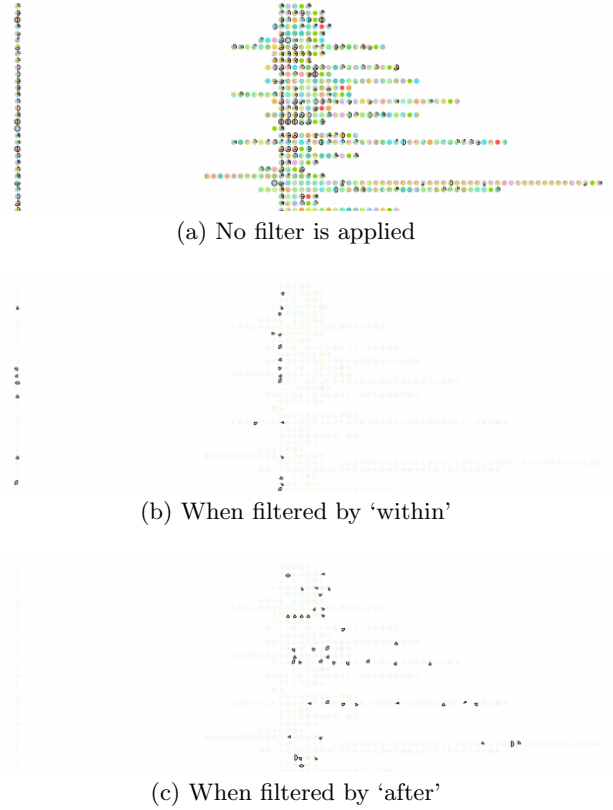 (a) No filter is applied
(b) When filtered by ‘within’
(c) When filtered by ‘after’